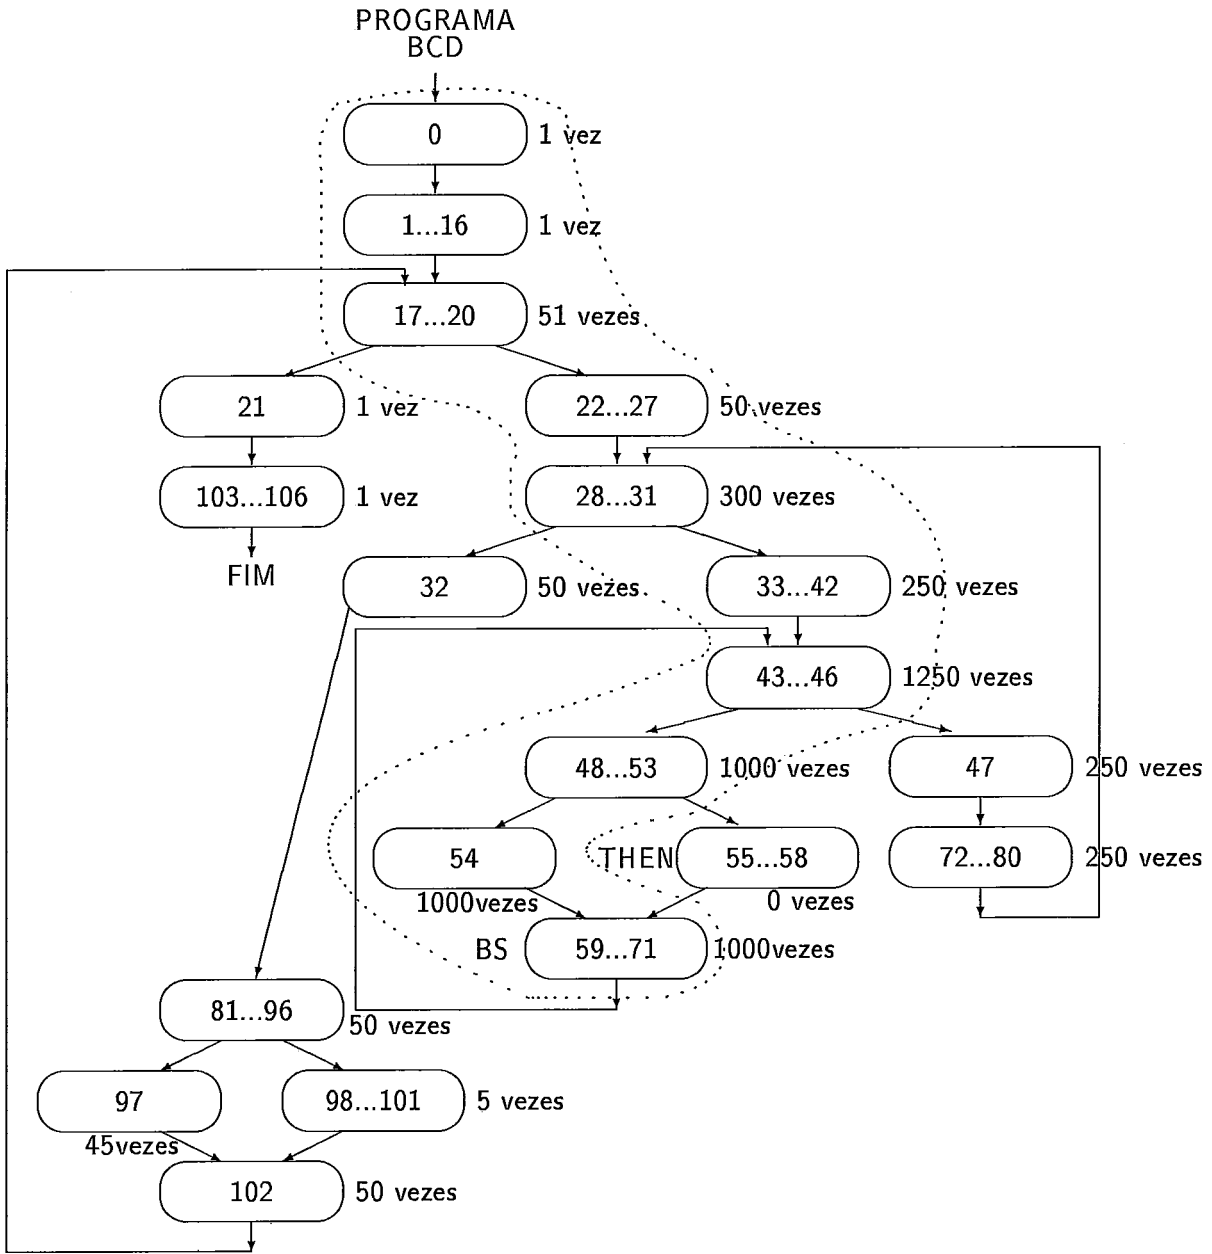 PROGRAMA
BCD
0 1 vez
1...16 1 vez
17...20 51 vezes
21 1 vez 22...27 50 vezes
103...106 1 vez 28...31 300 vezes
FIM 32 50 vezes 33...42 250 vezes
43...46 1250 vezes
48...53 1000 vezes 47 250 vezes
54 THEN 55...58 72...80 250 vezes
1000vezes 0 vezes
BS 59...71 1000vezes
81...96 50 vezes
97 98...101 5 vezes
45vezes
102 50 vezes